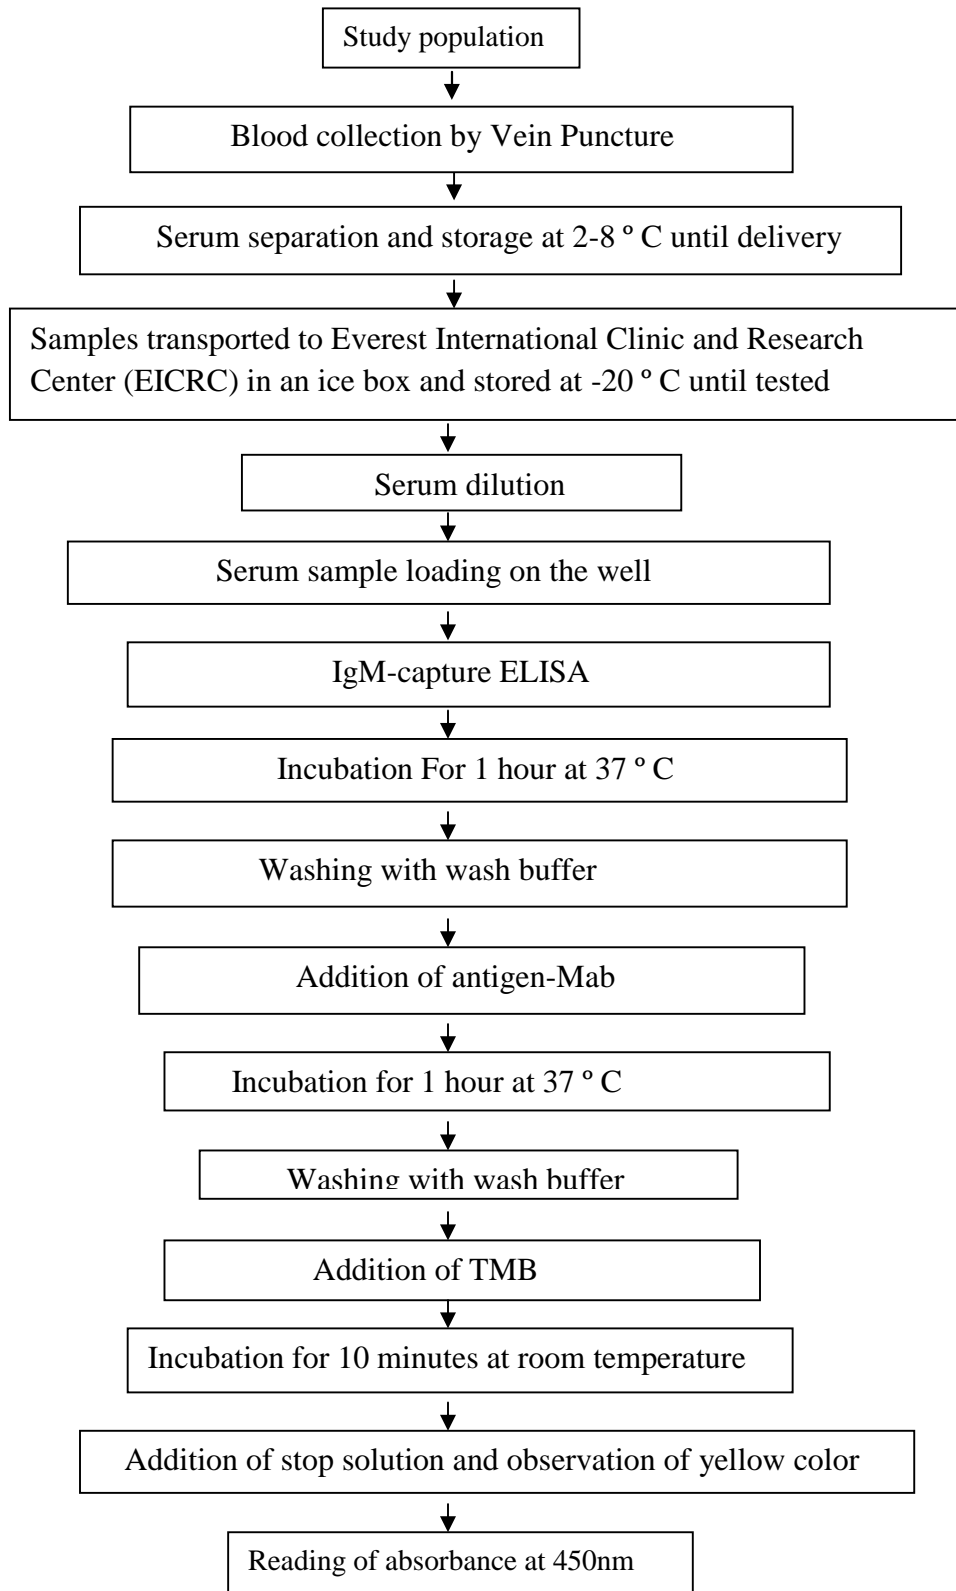 Study population
Blood collection by Vein Puncture
Serum separation and storage at 2-8 º C until delivery
Samples transported to Everest International Clinic and Research
Center (EICRC) in an ice box and stored at -20 º C until tested
Serum dilution
Serum sample loading on the well
IgM-capture ELISA
Incubation For 1 hour at 37 º C
Washing with wash buffer
Addition of antigen-Mab
Incubation for 1 hour at 37 º C
Washing with wash buffer
Addition of TMB
Incubation for 10 minutes at room temperature
Addition of stop solution and observation of yellow color
Reading of absorbance at 450nm